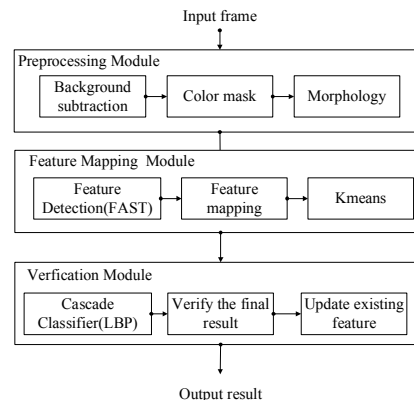 Input frame
Preprocessing Module
Background subtraction
Color mask
Morphology
Feature Mapping Module
Feature Detection(FAST)
Feature mapping
Kmeans
Verfication Module
Cascade Classifier(LBP)
Verify the final result
Update existing feature
Output result